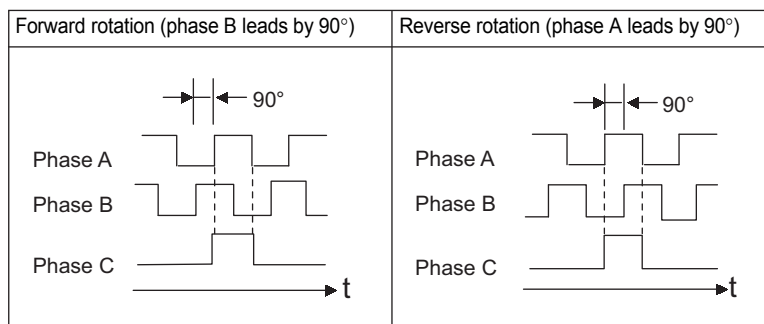 Forward rotation (phase B leads by 90°)
Reverse rotation (phase A leads by 90°)
90°
Phase A
Phase B
Phase C
t
90°
Phase A
Phase B
Phase C
t